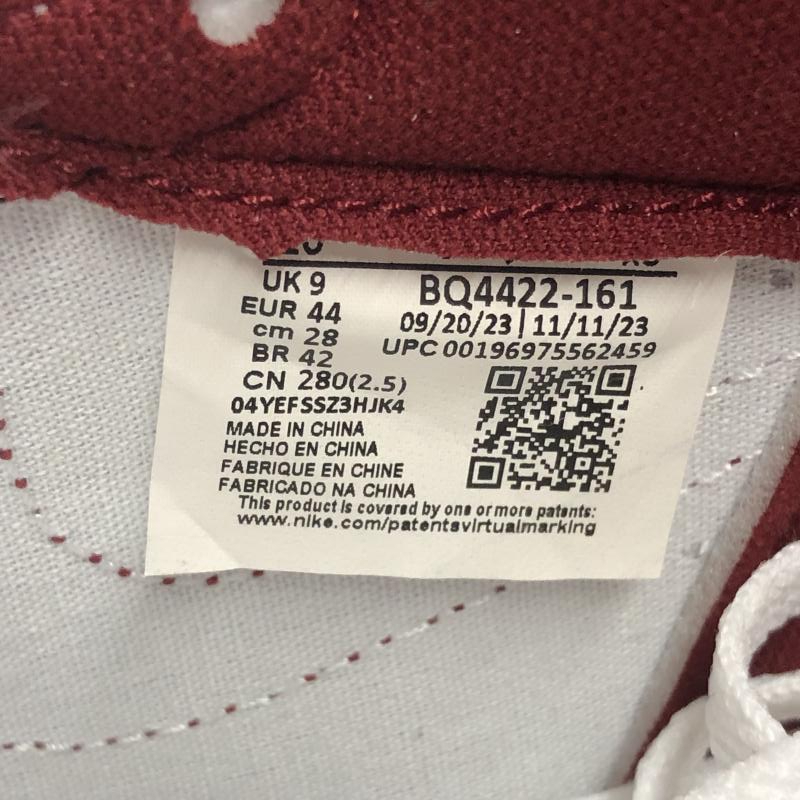 UK 9
EUR 44
cm 28
BR 42
CN 280(2.5)
04YEFSSZ3HJK4
BQ4422-161
09/20/23 | 11/11/23
UPC 00196975562459
MADE IN CHINA
HECHO EN CHINA
FABRIQUE EN CHINE
FABRICADO NA CHINA
This product is covered by one or more patents:
www.nike.com/patentsvirtualmarking